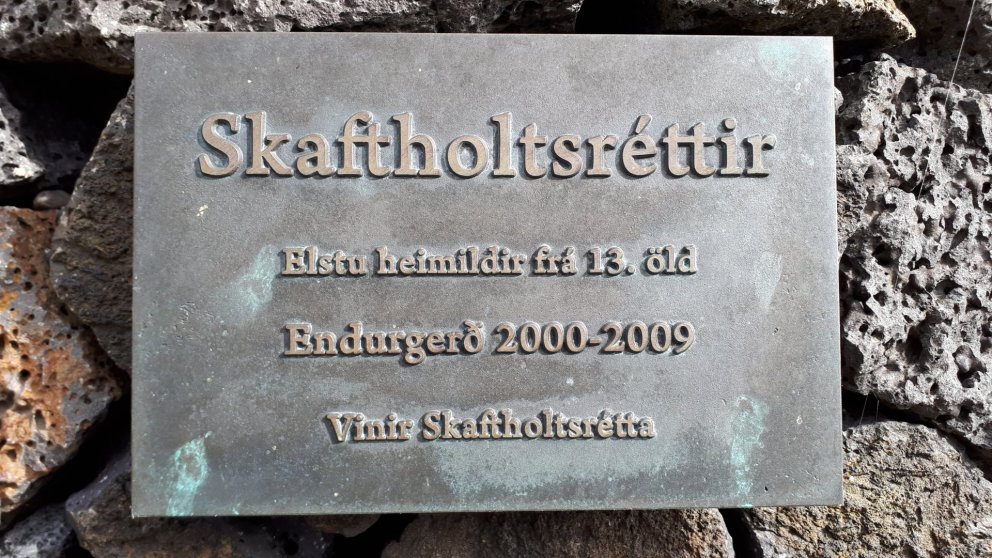 Skaftholtsréttir
Elstu heimildir frá 13. öld
Endurgerð 2000-2009
Vinir Skaftholtsrétta